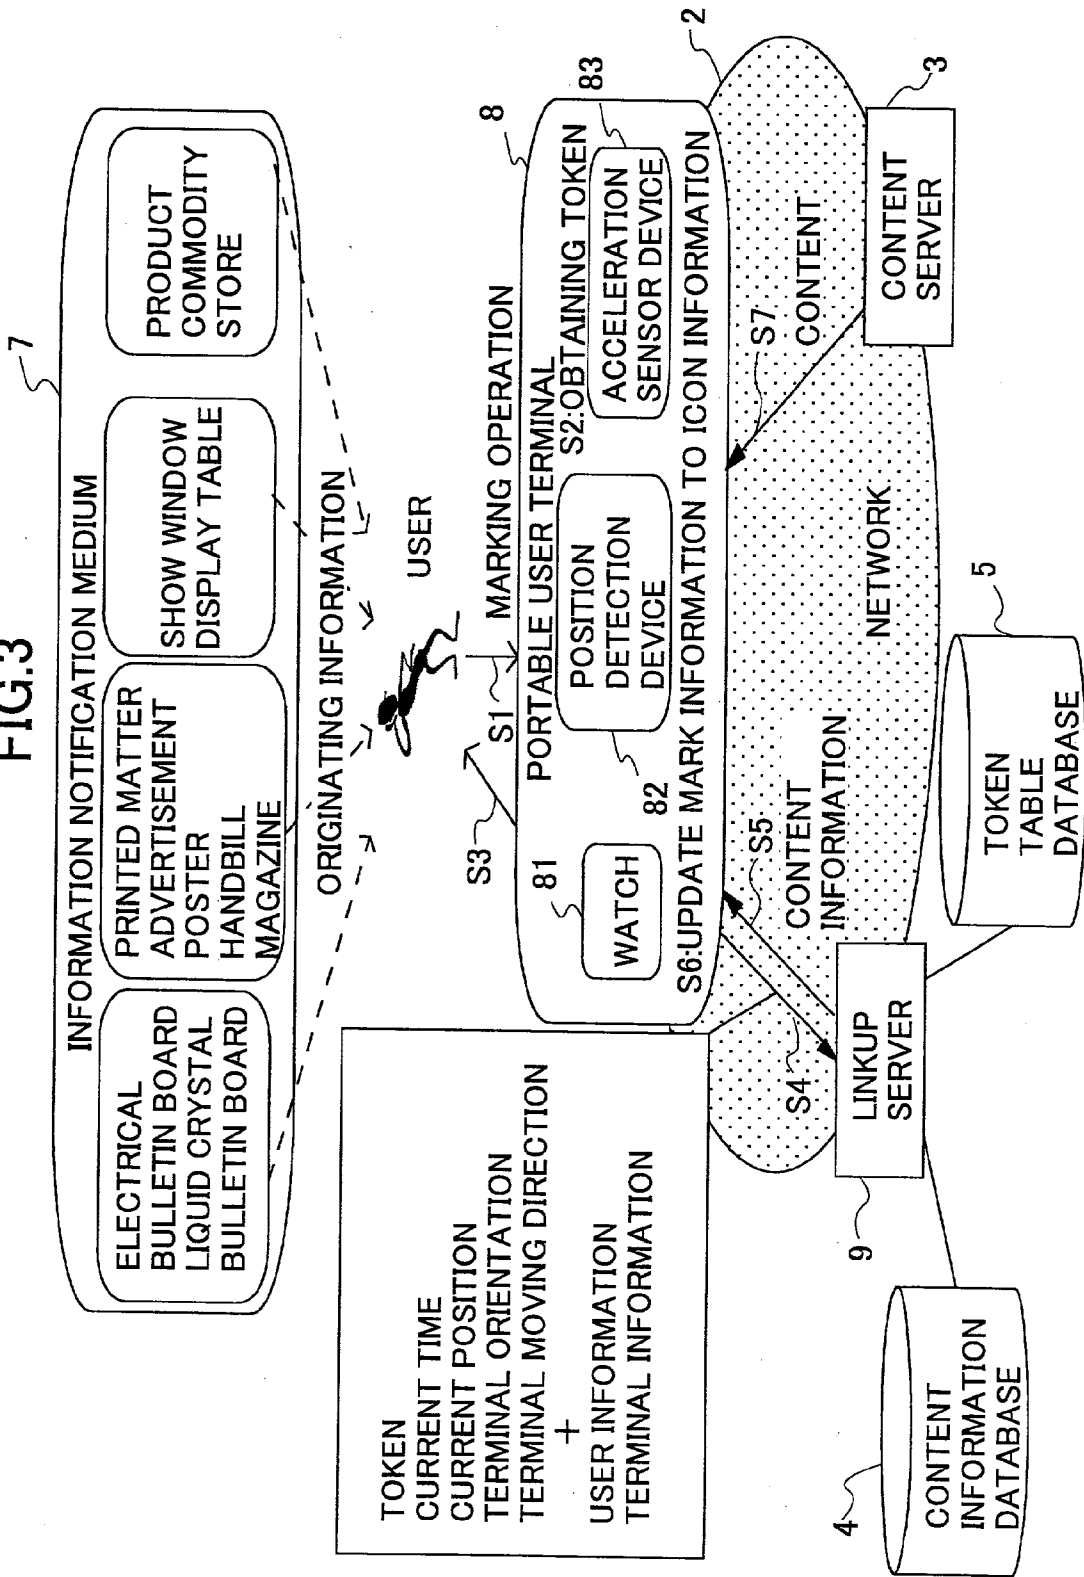 FIG.3
7
INFORMATION NOTIFICATION MEDIUM
ELECTRICAL
BULLETIN BOARD
LIQUID CRYSTAL
BULLETIN BOARD
PRINTED MATTER
ADVERTISEMENT
POSTER
HANDBILL
MAGAZINE
SHOW WINDOW
DISPLAY TABLE
PRODUCT
COMMODITY
STORE
ORIGINATING INFORMATION
USER
S3
S1
MARKING OPERATION
8
PORTABLE USER TERMINAL
S2:OBTAINING TOKEN
81
WATCH
82
POSITION
DETECTION
DEVICE
83
ACCELERATION
SENSOR DEVICE
S6:UPDATE MARK INFORMATION TO ICON INFORMATION
2
TOKEN
CURRENT TIME
CURRENT POSITION
TERMINAL ORIENTATION
TERMINAL MOVING DIRECTION
+
USER INFORMATION
TERMINAL INFORMATION
S4
S5
CONTENT
INFORMATION
S7
CONTENT
NETWORK
9
LINKUP
SERVER
3
CONTENT
SERVER
4
CONTENT
INFORMATION
DATABASE
5
TOKEN
TABLE
DATABASE